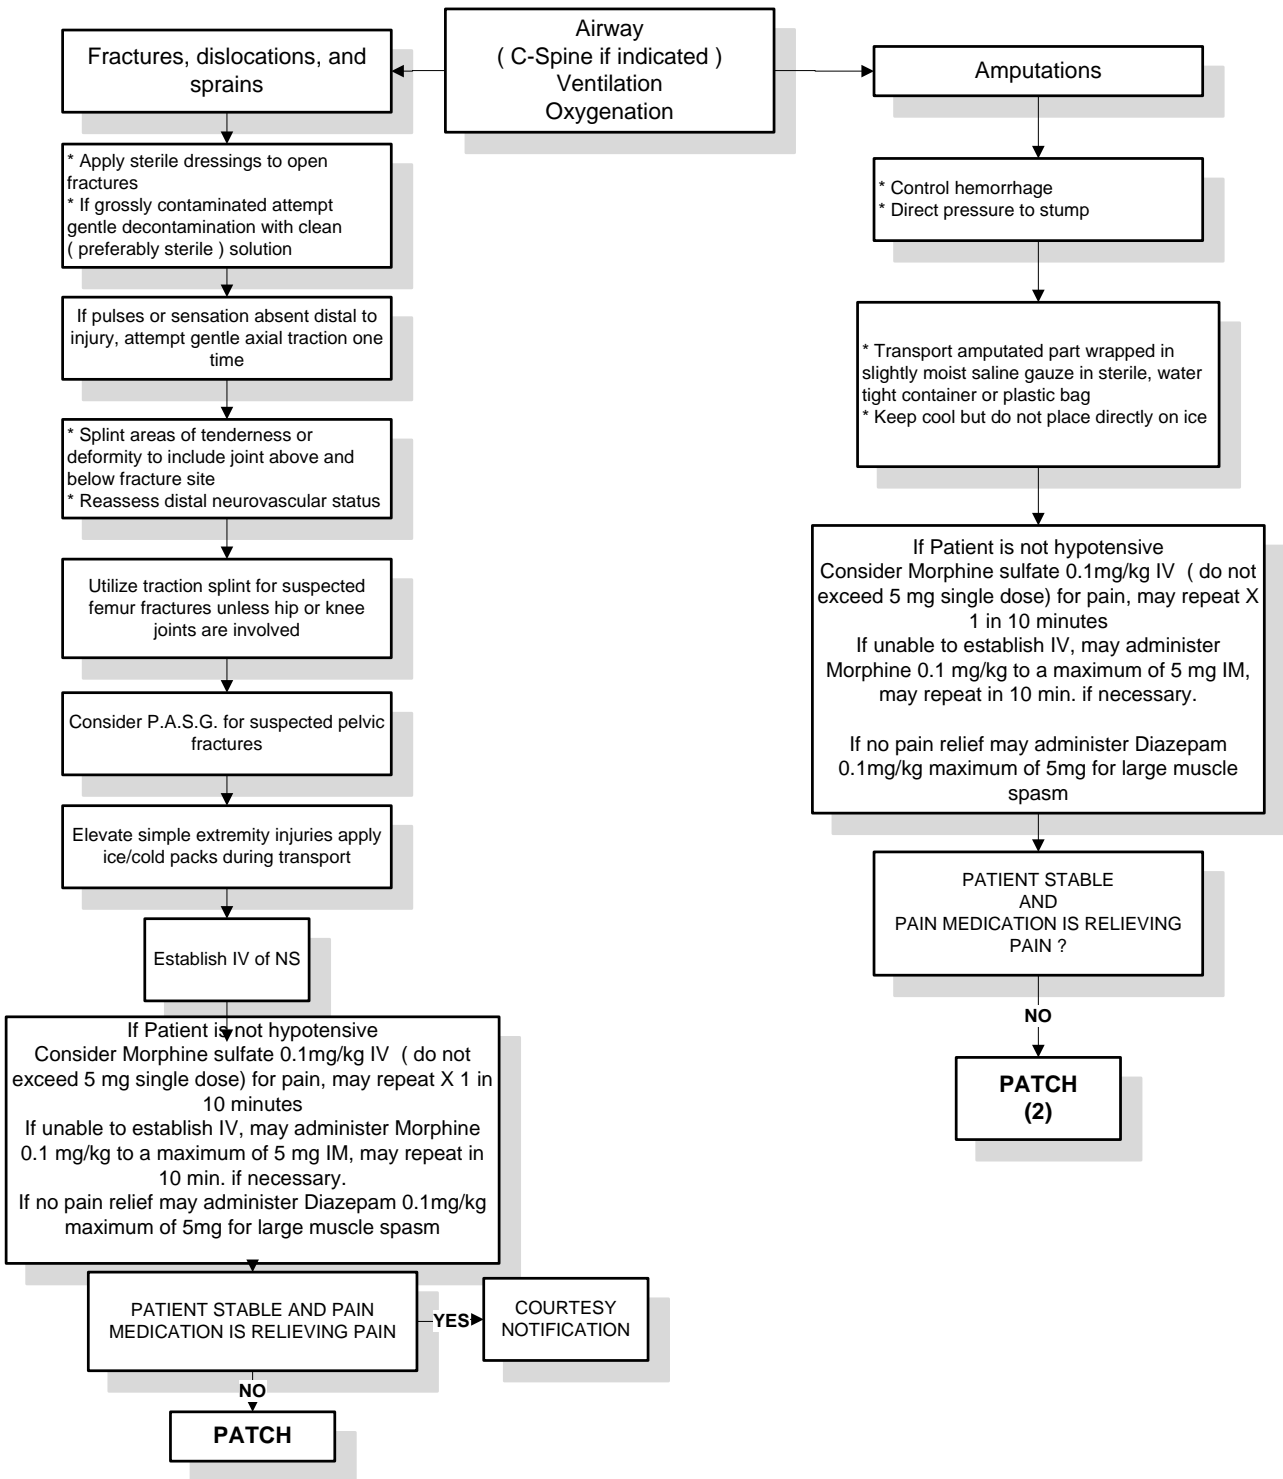 Airway
( C-Spine if indicated )
Ventilation
Oxygenation
Fractures, dislocations, and
sprains
* Apply sterile dressings to open
fractures
* If grossly contaminated attempt
gentle decontamination with clean
( preferably sterile ) solution
If pulses or sensation absent distal to
injury, attempt gentle axial traction one
time
* Splint areas of tenderness or
deformity to include joint above and
below fracture site
* Reassess distal neurovascular status
Utilize traction splint for suspected
femur fractures unless hip or knee
joints are involved
Consider P.A.S.G. for suspected pelvic
fractures
Elevate simple extremity injuries apply
ice/cold packs during transport
Establish IV of NS
If Patient is not hypotensive
Consider Morphine sulfate 0.1mg/kg IV ( do not
exceed 5 mg single dose) for pain, may repeat X 1 in
10 minutes
If unable to establish IV, may administer Morphine
0.1 mg/kg to a maximum of 5 mg IM, may repeat in
10 min. if necessary.
If no pain relief may administer Diazepam 0.1mg/kg
maximum of 5mg for large muscle spasm
PATIENT STABLE AND PAIN
MEDICATION IS RELIEVING PAIN
YES
COURTESY
NOTIFICATION
NO
PATCH
Amputations
* Control hemorrhage
* Direct pressure to stump
* Transport amputated part wrapped in
slightly moist saline gauze in sterile, water
tight container or plastic bag
* Keep cool but do not place directly on ice
If Patient is not hypotensive
Consider Morphine sulfate 0.1mg/kg IV ( do not
exceed 5 mg single dose) for pain, may repeat X
1 in 10 minutes
If unable to establish IV, may administer
Morphine 0.1 mg/kg to a maximum of 5 mg IM,
may repeat in 10 min. if necessary.
If no pain relief may administer Diazepam
0.1mg/kg maximum of 5mg for large muscle
spasm
PATIENT STABLE
AND
PAIN MEDICATION IS RELIEVING
PAIN ?
NO
PATCH
(2)